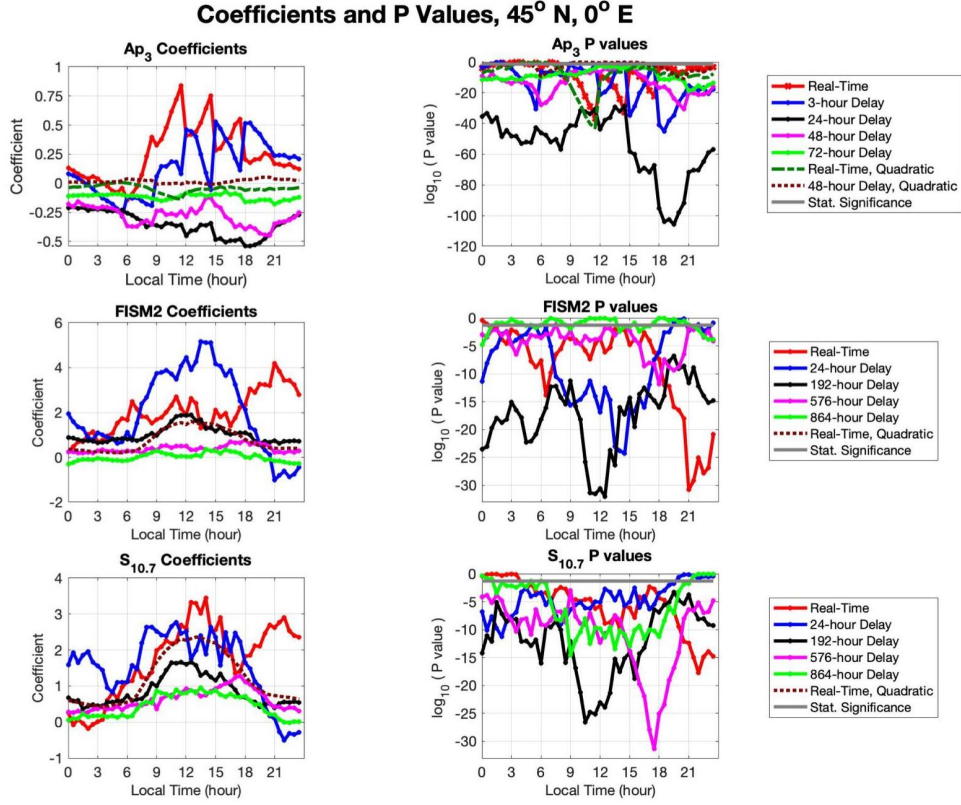 Coefficients and P Values, 45° N, 0° E
Ap3 Coefficients
Coefficient
1
0.75
0.5
0.25
0
-0.25
-0.5
0 3 6 9 12 15 18 21
Local Time (hour)
Ap3 P values
log10 ( P value )
0
-20
-40
-60
-80
-100
-120
0 3 6 9 12 15 18 21
Local Time (hour)
Real-Time
3-hour Delay
24-hour Delay
48-hour Delay
72-hour Delay
Real-Time, Quadratic
48-hour Delay, Quadratic
Stat. Significance
FISM2 Coefficients
Coefficient
6
4
2
0
-2
0 3 6 9 12 15 18 21
Local Time (hour)
FISM2 P values
log10 ( P value )
0
-5
-10
-15
-20
-25
-30
0 3 6 9 12 15 18 21
Local Time (hour)
Real-Time
24-hour Delay
192-hour Delay
576-hour Delay
864-hour Delay
Real-Time, Quadratic
Stat. Significance
S10.7 Coefficients
Coefficient
4
3
2
1
0
-1
0 3 6 9 12 15 18 21
Local Time (hour)
S10.7 P values
log10 ( P value )
0
-5
-10
-15
-20
-25
-30
0 3 6 9 12 15 18 21
Local Time (hour)
Real-Time
24-hour Delay
192-hour Delay
576-hour Delay
864-hour Delay
Real-Time, Quadratic
Stat. Significance